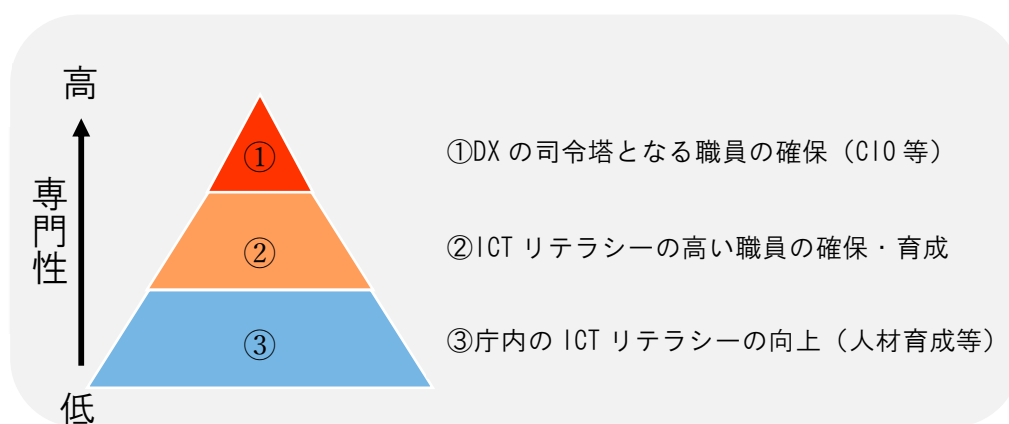 高
専門性
低
①
②
③
①DX の司令塔となる職員の確保（CIO 等）
②ICT リテラシーの高い職員の確保・育成
③庁内の ICT リテラシーの向上（人材育成等）